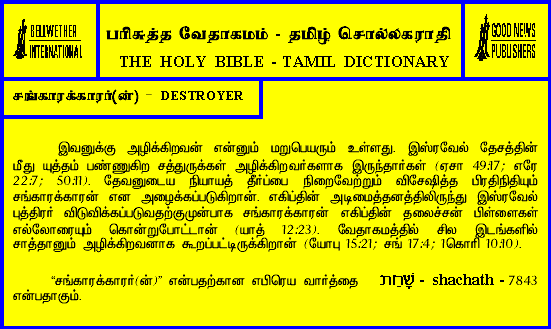 BELLWETHER
INTERNATIONAL
பரிசுத்த வேதாகமம் - தமிழ் சொல்லகராதி
THE HOLY BIBLE - TAMIL DICTIONARY
GOOD NEWS
PUBLISHERS
சங்காரக்காரர்(ன்) - DESTROYER
இவனுக்கு அழிக்கிறவன் என்னும் மறுபெயரும் உள்ளது. இஸ்ரவேல் தேசத்தின்
மீது யுத்தம் பண்ணுகிற சத்துருக்கள் அழிக்கிறவர்களாக இருந்தார்கள் (ஏசா 49:17; எரே
22:7; 50:11). தேவனுடைய நியாயத் தீர்ப்பை நிறைவேற்றும் விசேஷித்த பிரதிநிதியும்
சங்காரக்காரன் என அழைக்கப்படுகிறான். எகிப்தின் அடிமைத்தனத்திலிருந்து இஸ்ரவேல்
புத்திரர் விடுவிக்கப்படுவதற்குமுன்பாக சங்காரக்காரன் எகிப்தின் தலைச்சன் பிள்ளைகள்
எல்லோரையும் கொன்றுபோட்டான் (யாத் 12:23). வேதாகமத்தில் சில இடங்களில்
சாத்தானும் அழிக்கிறவனாக கூறப்பட்டிருக்கிறான் (யோபு 15:21; சங் 17:4; 1கொரி 10:10).
“சங்காரக்காரர்(ன்)” என்பதற்கான எபிரெய வார்த்தை שָׁחַת - shachath - 7843
என்பதாகும்.